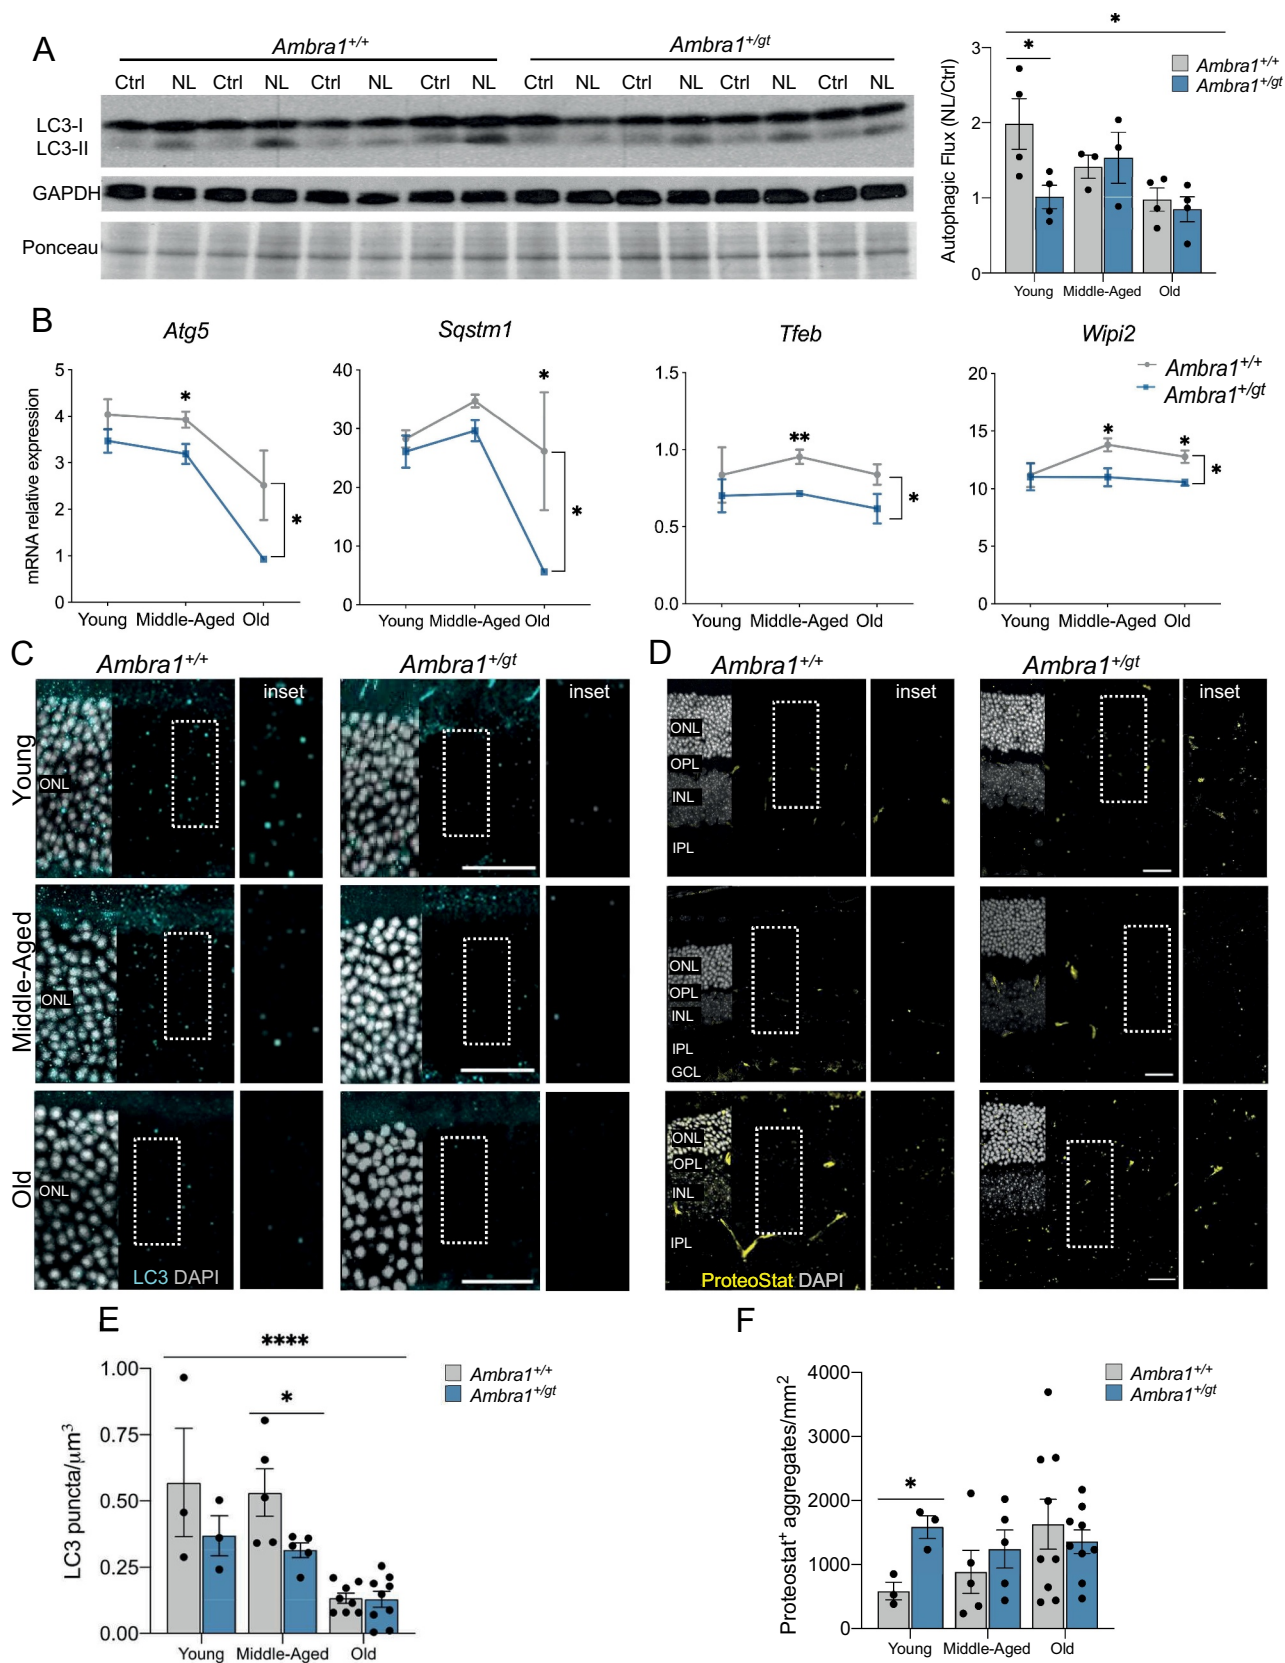 A
Ambra1+/+
Ambra1+/gt
Ctrl NL Ctrl NL Ctrl NL Ctrl NL Ctrl NL Ctrl NL Ctrl NL Ctrl NL
LC3-I
LC3-II
GAPDH
Ponceau
*
*
Autophagic Flux (NL/Ctrl)
3
2
1
0
Young Middle-Aged Old
Ambra1+/+
Ambra1+/gt
B
Atg5
Sqstm1
Tfeb
Wipi2
mRNA relative expression
5
4
3
2
1
0
*
*
Young Middle-Aged Old
40
30
20
10
0
*
*
Young Middle-Aged Old
1.5
1.0
0.5
0.0
**
*
Young Middle-Aged Old
20
15
10
5
0
*
*
*
Young Middle-Aged Old
Ambra1+/+
Ambra1+/gt
C
Ambra1+/+
Ambra1+/gt
Young
ONL
inset
inset
Middle-Aged
ONL
Old
ONL
LC3 DAPI
D
Ambra1+/+
Ambra1+/gt
ONL
OPL
INL
IPL
inset
inset
ONL
OPL
INL
IPL
GCL
ONL
OPL
INL
IPL
ProteoStat DAPI
E
****
*
LC3 puncta/μm3
1.00
0.75
0.50
0.25
0.00
Young Middle-Aged Old
Ambra1+/+
Ambra1+/gt
F
*
Proteostat+ aggregates/mm2
4000
3000
2000
1000
0
Young Middle-Aged Old
Ambra1+/+
Ambra1+/gt